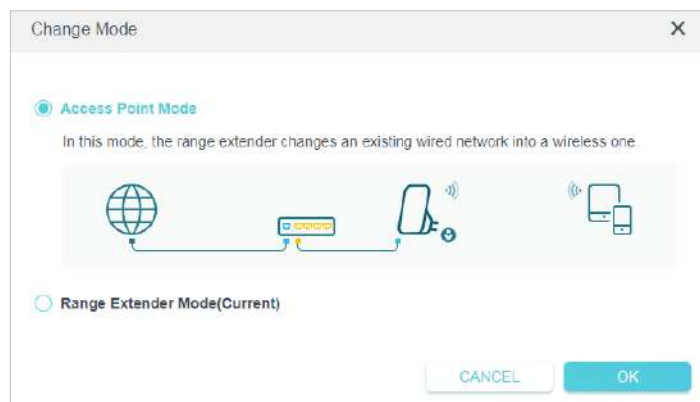 Change Mode
Access Point Mode
In this mode, the range extender changes an existing wired network into a wireless one
Range Extender Mode(Current)
CANCEL
OK